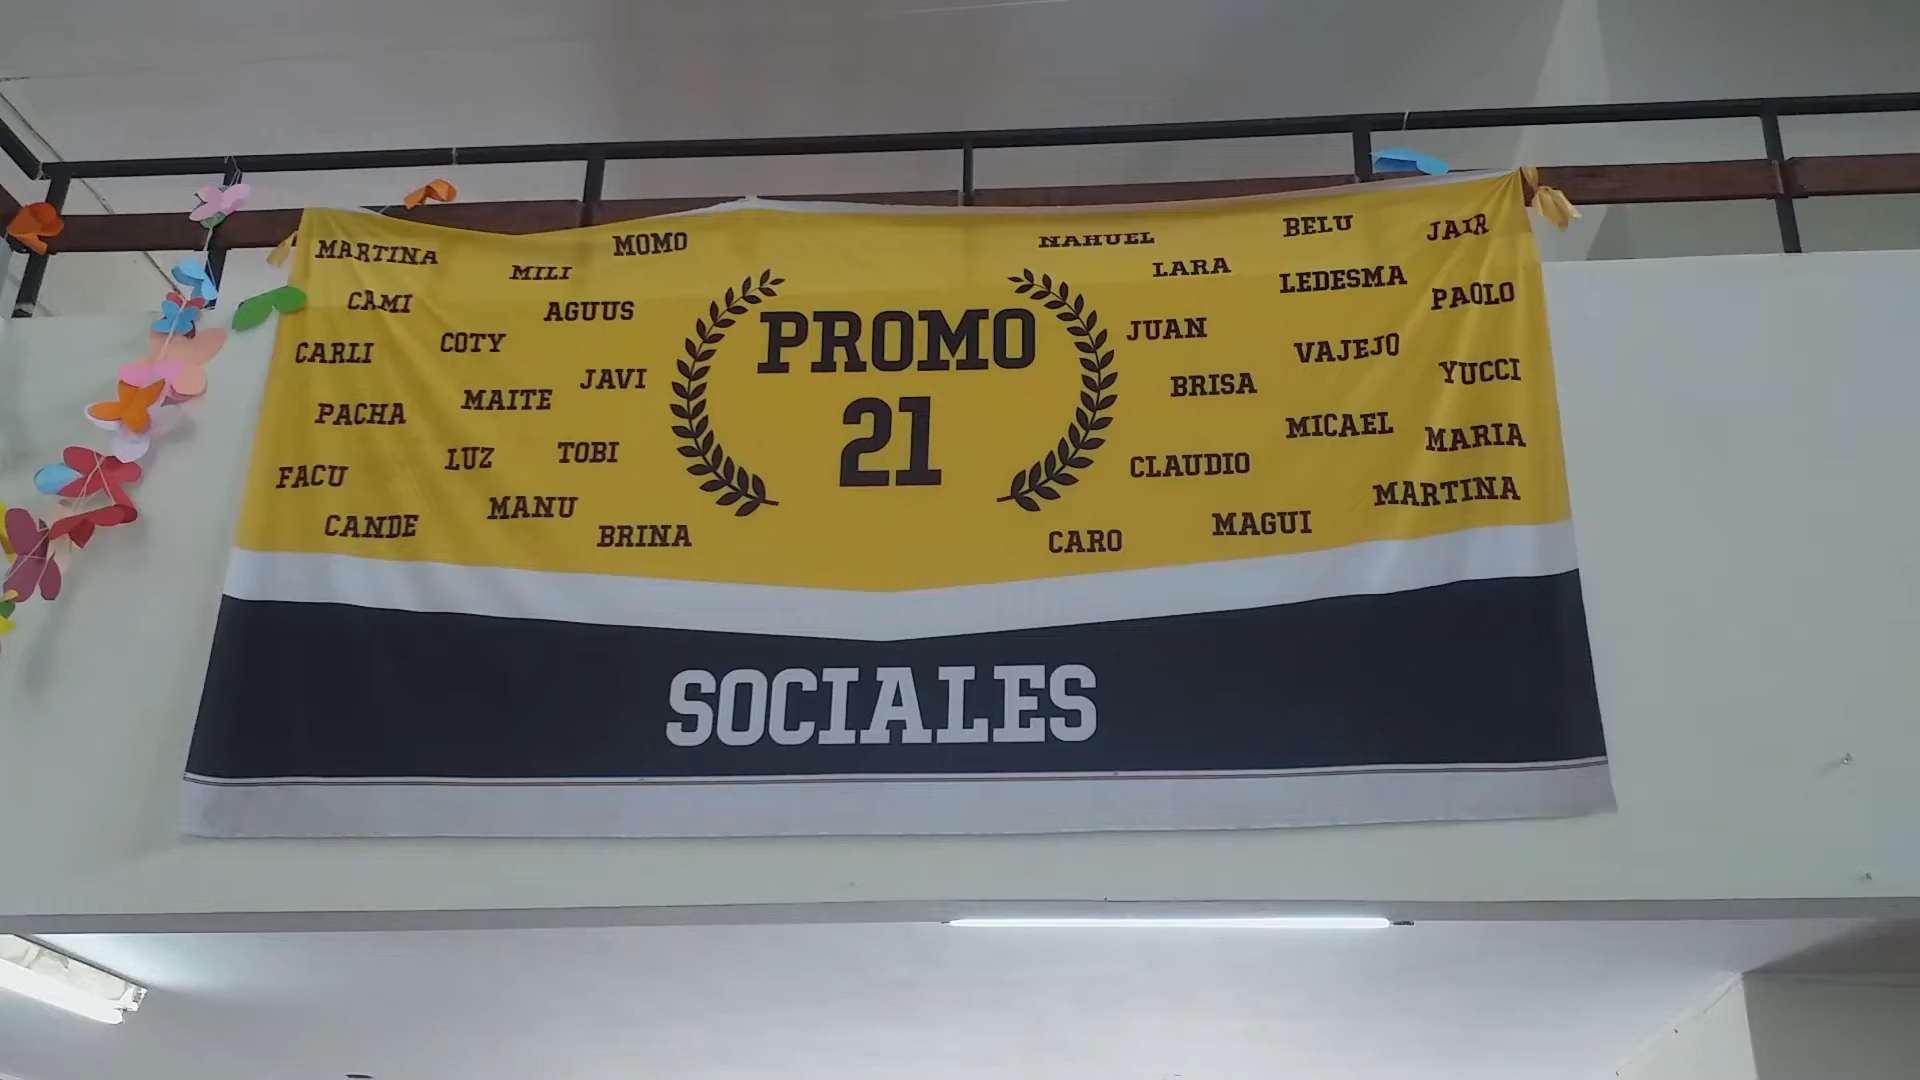 MARTINA
MOMO
MILI
CAMI
AGUUS
COTY
CARLI
JAVI
MAITE
PACHA
LUZ
TOBI
FACU
MANU
CANDE
BRINA
PROMO
21
NAHUEL
BELU
JAIR
LARA
LEDESMA
PAOLO
JUAN
VAJEJO
YUCCI
BRISA
MICAEL
MARIA
CLAUDIO
MARTINA
MAGUI
CARO
SOCIALES